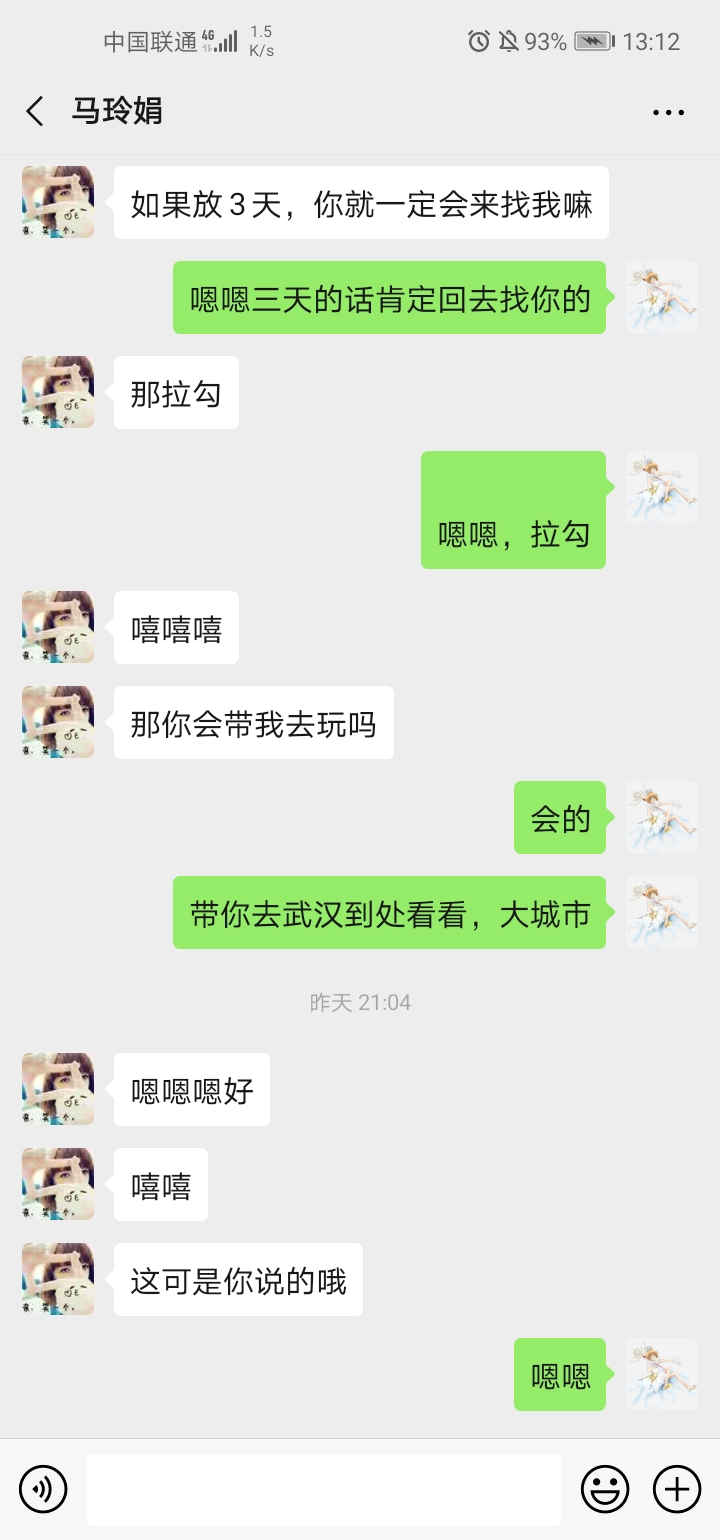 中国联通 4G 1.5 K/s 93% 13:12
马玲娟
如果放3天，你就一定会来找我嘛
嗯嗯三天的话肯定回去找你的
那拉勾
嗯嗯，拉勾
嘻嘻嘻
那你会带我去玩吗
会的
带你去武汉到处看看，大城市
昨天 21:04
嗯嗯嗯好
嘻嘻
这可是你说的哦
嗯嗯